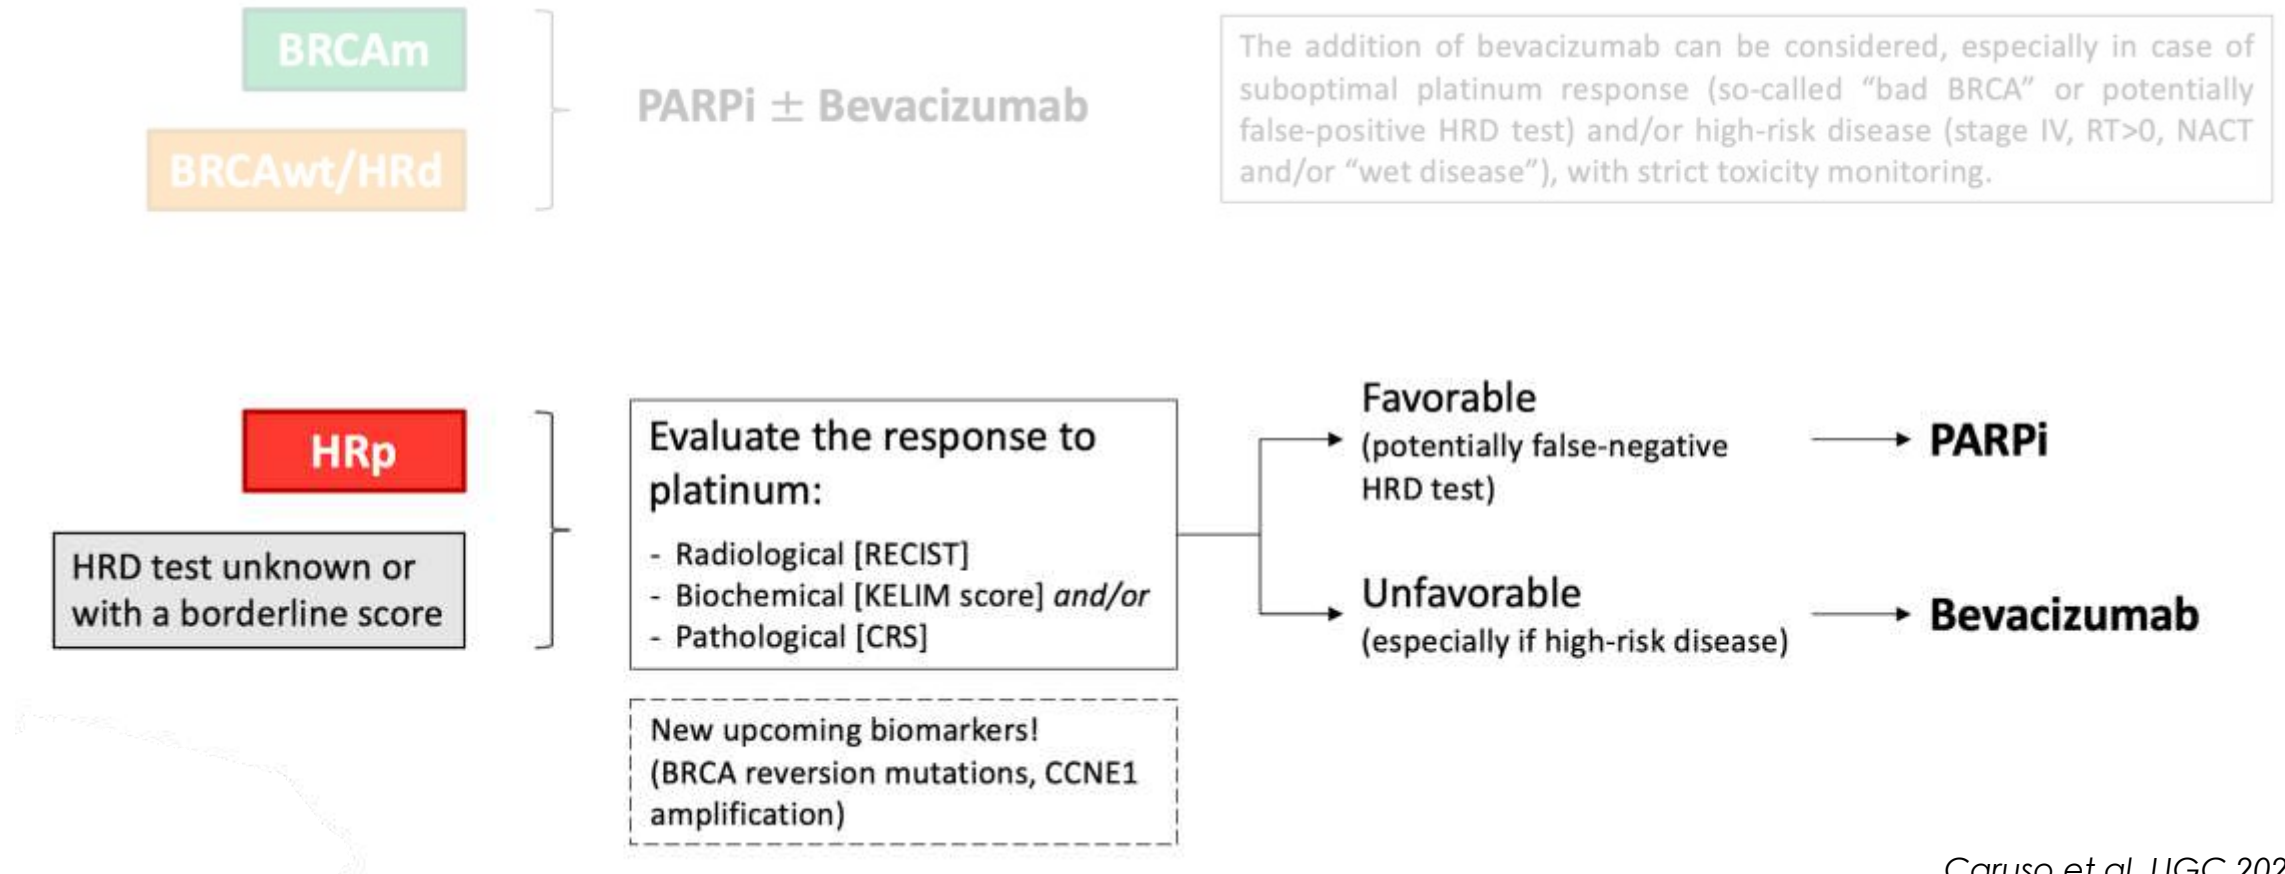 BRCAm
BRCAwt/HRd
PARPi ± Bevacizumab
The addition of bevacizumab can be considered, especially in case of
suboptimal platinum response (so-called “bad BRCA” or potentially
false-positive HRD test) and/or high-risk disease (stage IV, RT>0, NACT
and/or “wet disease”), with strict toxicity monitoring.
HRp
HRD test unknown or
with a borderline score
Evaluate the response to
platinum:
- Radiological [RECIST]
- Biochemical [KELIM score] and/or
- Pathological [CRS]
New upcoming biomarkers!
(BRCA reversion mutations, CCNE1
amplification)
Favorable
(potentially false-negative
HRD test)
PARPi
Unfavorable
(especially if high-risk disease)
Bevacizumab
Caruso et al.